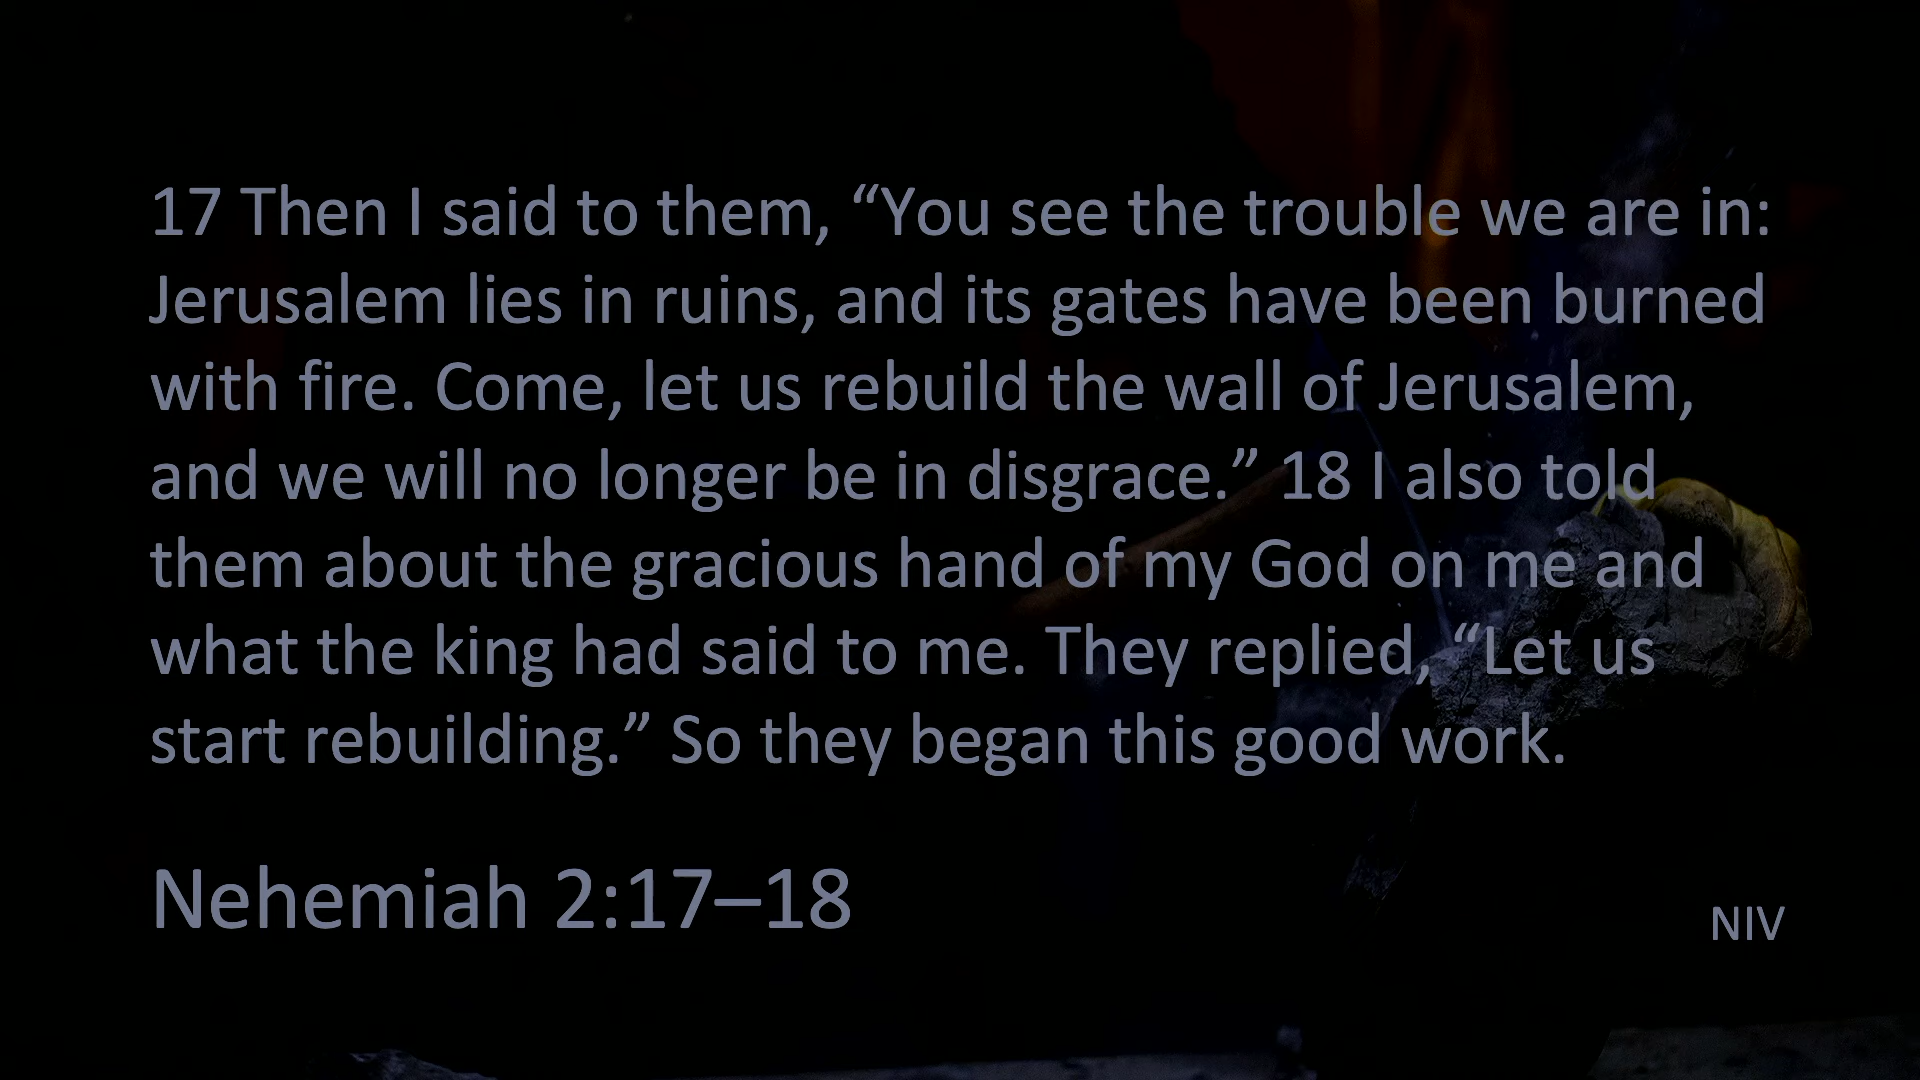 17 Then I said to them, “You see the trouble we are in:
Jerusalem lies in ruins, and its gates have been burned
with fire. Come, let us rebuild the wall of Jerusalem,
and we will no longer be in disgrace.” 18 I also told
them about the gracious hand of my God on me and
what the king had said to me. They replied, “Let us
start rebuilding.” So they began this good work.
Nehemiah 2:17–18
NIV